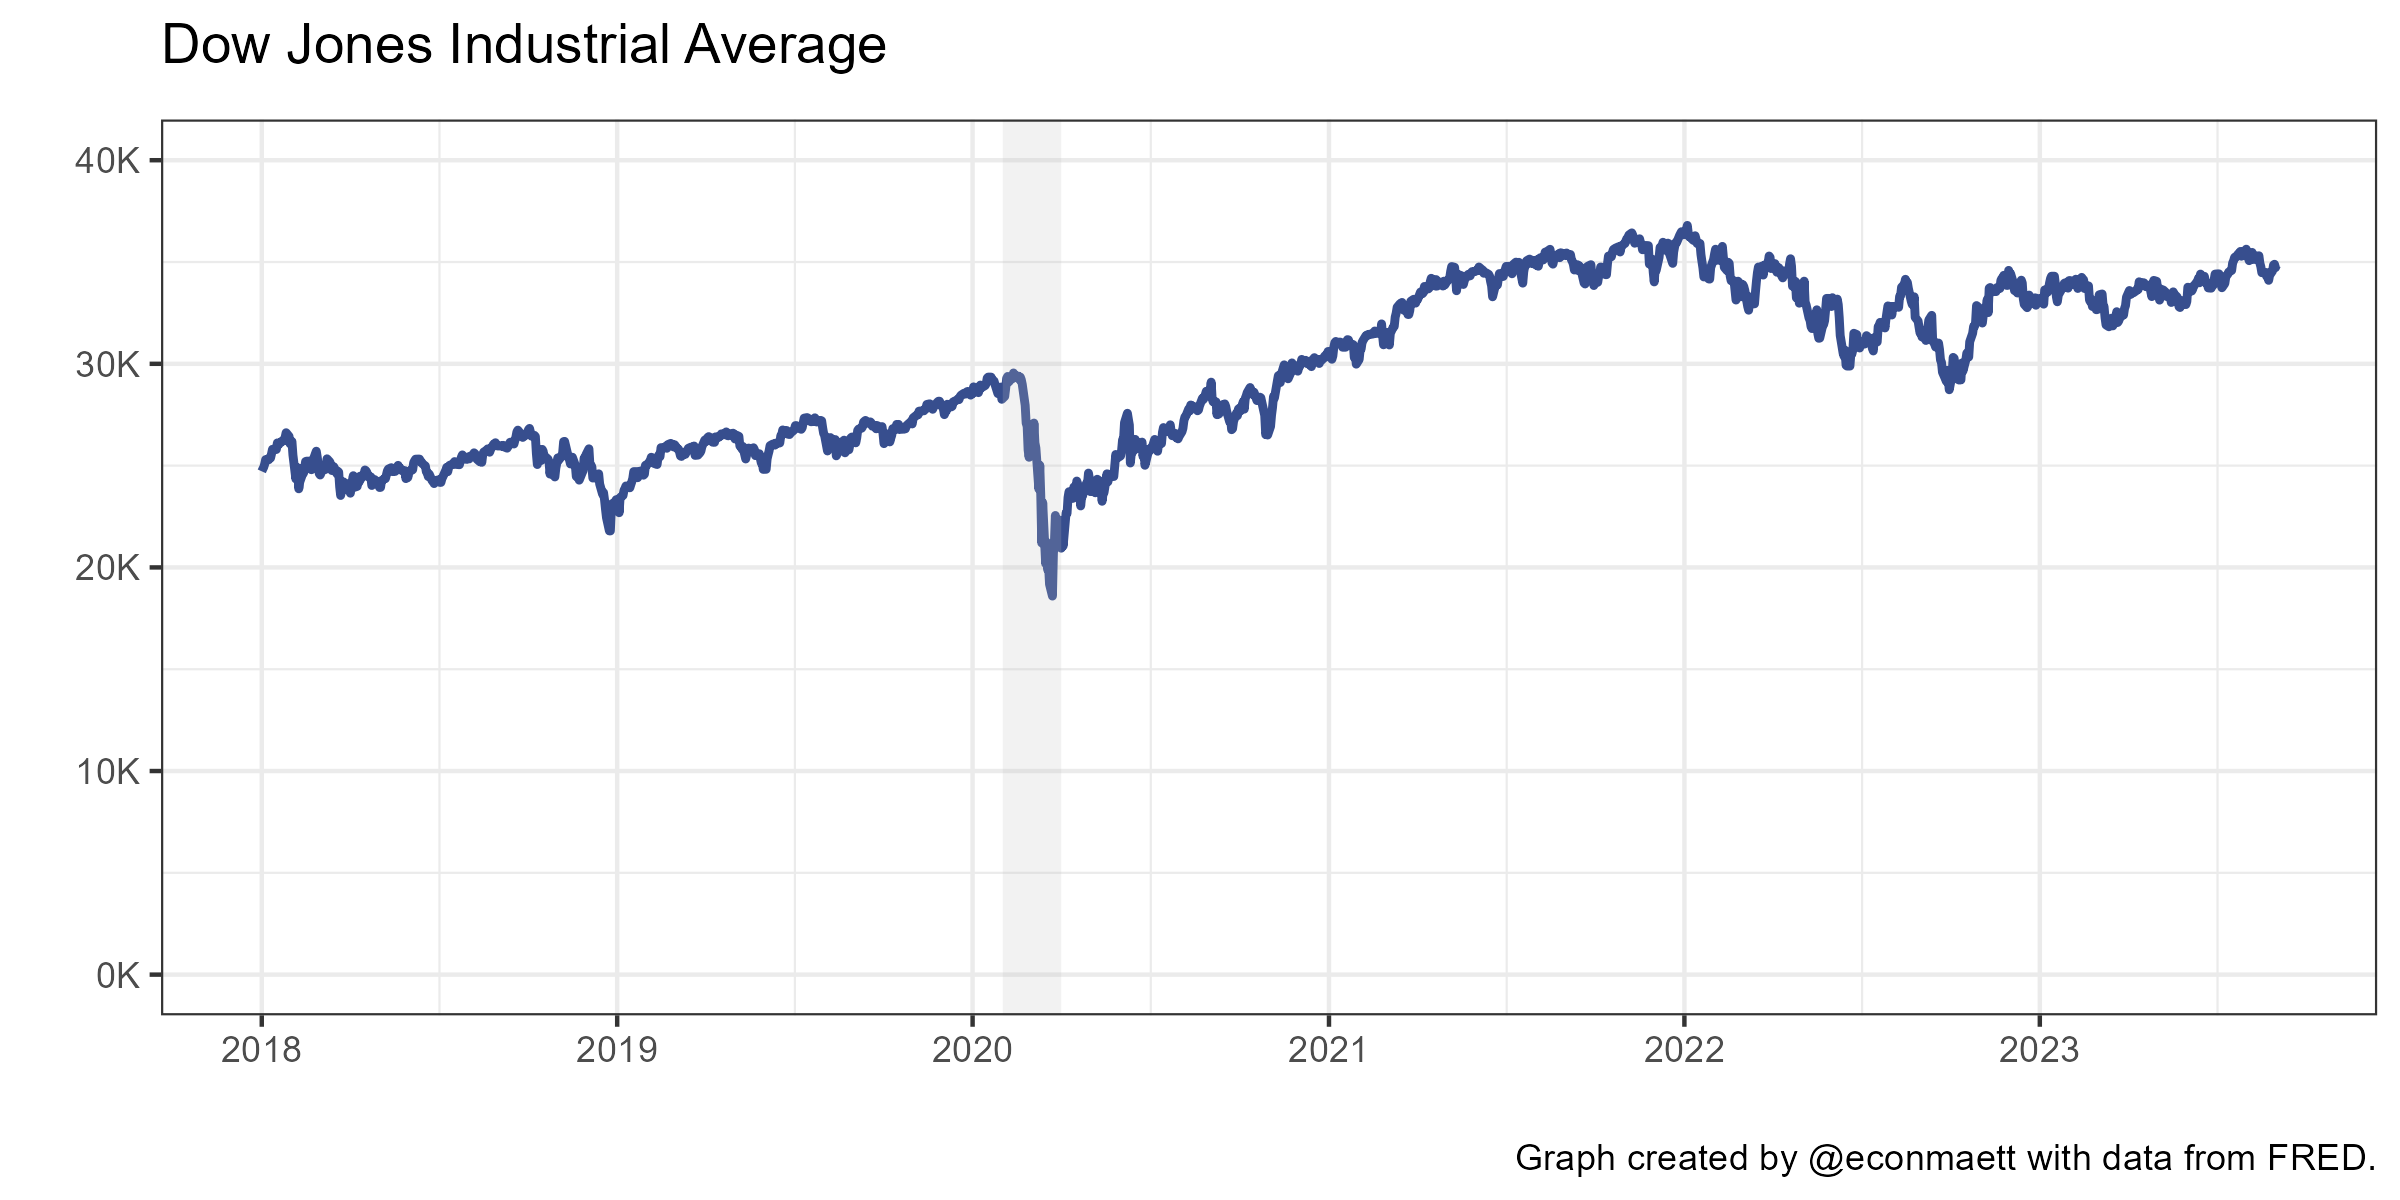 Dow Jones Industrial Average
40K
30K
20K
10K
0K
2018 2019 2020 2021 2022 2023
Graph created by @econmaett with data from FRED.